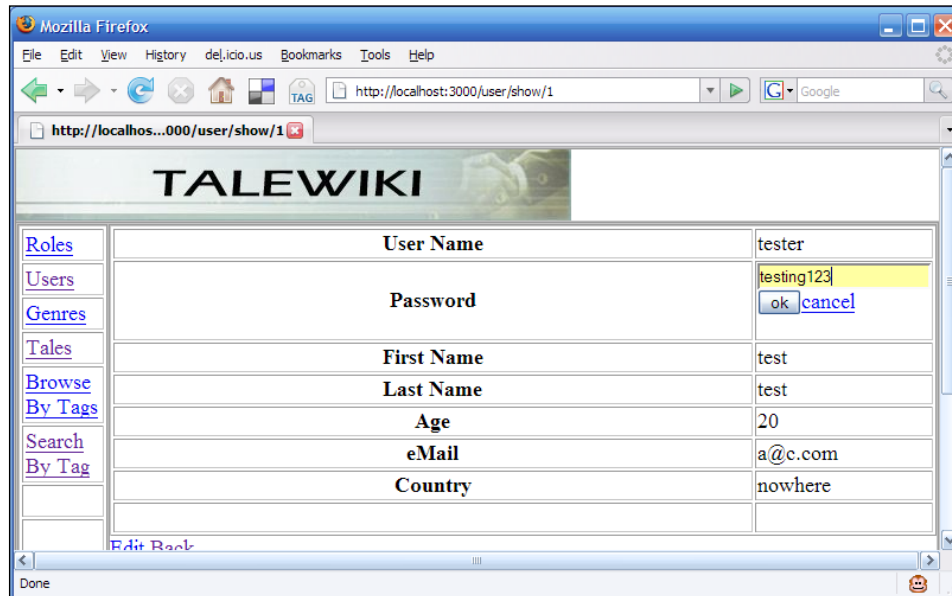 Mozilla Firefox
File Edit View History del.icio.us Bookmarks Tools Help
TAG http://localhost:3000/user/show/1 G Google
http://localhos...000/user/show/1
TALEWIKI
Roles
Users
Genres
Tales
Browse
By Tags
Search
By Tag
User Name tester
Password testing123
ok cancel
First Name test
Last Name test
Age 20
eMail a@c.com
Country nowhere
Edit Back
Done